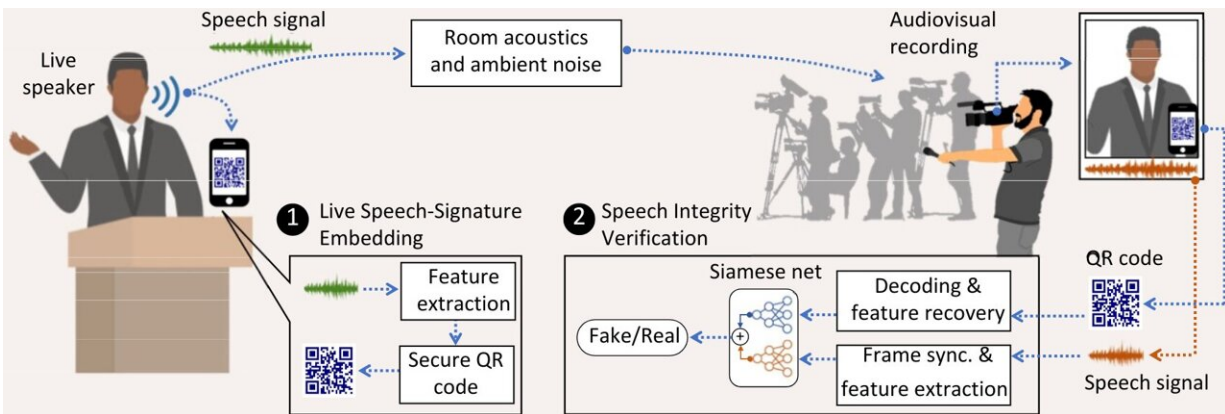 Speech signal
Live
speaker
Room acoustics
and ambient noise
Audiovisual
recording
1 Live Speech-Signature
Embedding
Feature
extraction
Secure QR
code
2 Speech Integrity
Verification
Siamese net
Fake/Real
+
Decoding &
feature recovery
Frame sync. &
feature extraction
QR code
Speech signal